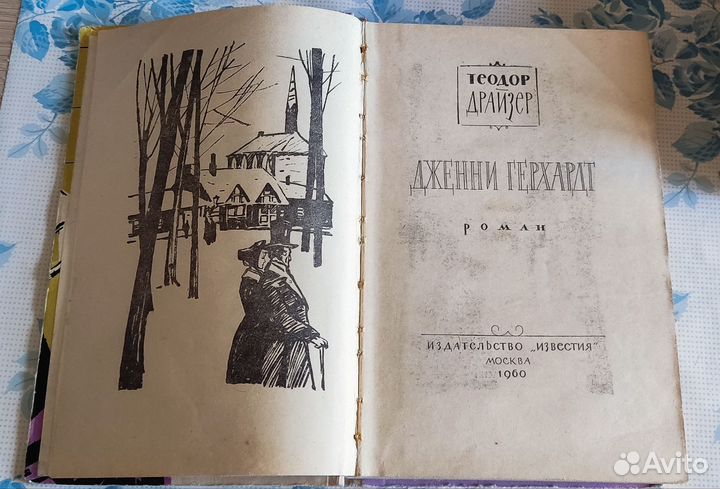 ТЕОДОР
ДРАЙЗЕР
ДЖЕННИ ГЕРХАРДТ
РОМАН
ИЗДАТЕЛЬСТВО „ИЗВЕСТИЯ“
МОСКВА
1960
Avito